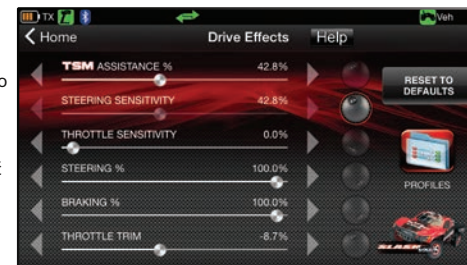 TX Veh
Home Drive Effects Help
TSM ASSISTANCE % 42.8%
RESET TO DEFAULTS
STEERING SENSITIVITY 42.8%
THROTTLE SENSITIVITY 0.0%
STEERING % 100.0%
PROFILES
BRAKING % 100.0%
THROTTLE TRIM -8.7%
SLASH